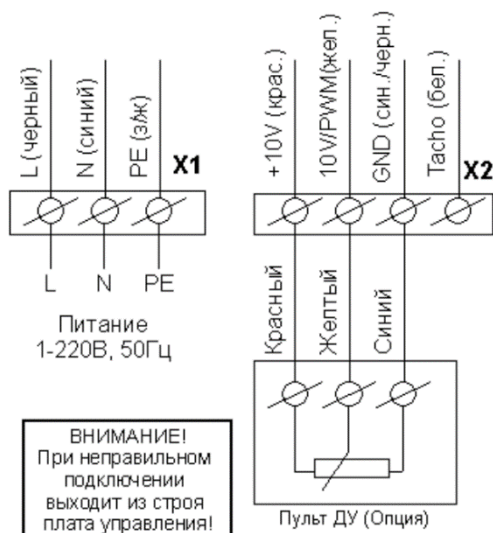 L (черный)
N (синий)
PE (з/ж)
X1
L
N
PE
Питание
1-220В, 50Гц
+10V (крас.)
10V/PWM(жел.)
GND (син./черн.)
Tacho (бел.)
X2
Красный
Желтый
Синий
Пульт ДУ (Опция)
ВНИМАНИЕ!
При неправильном
подключении
выходит из строя
плата управления!